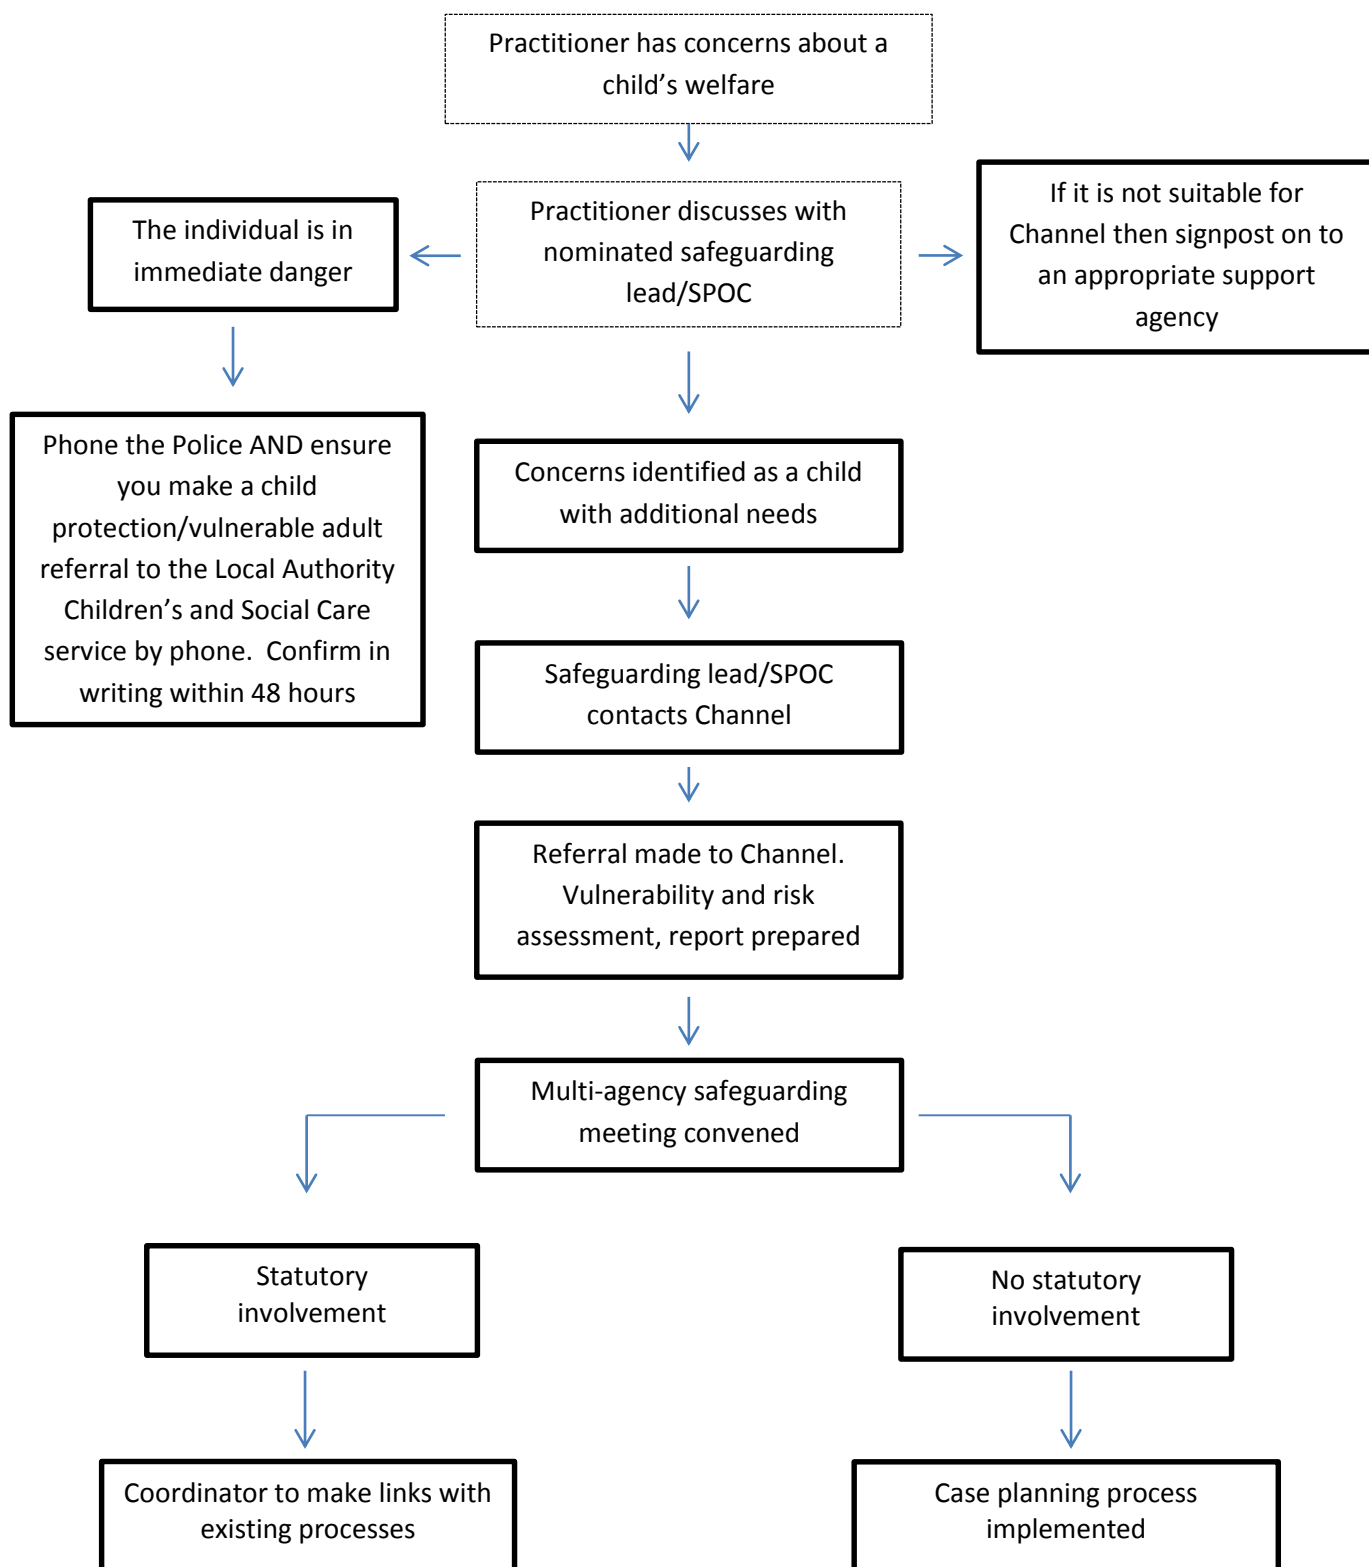 Practitioner has concerns about a
child’s welfare
The individual is in
immediate danger
Practitioner discusses with
nominated safeguarding
lead/SPOC
If it is not suitable for
Channel then signpost on to
an appropriate support
agency
Phone the Police AND ensure
you make a child
protection/vulnerable adult
referral to the Local Authority
Children’s and Social Care
service by phone.  Confirm in
writing within 48 hours
Concerns identified as a child
with additional needs
Safeguarding lead/SPOC
contacts Channel
Referral made to Channel.
Vulnerability and risk
assessment, report prepared
Multi-agency safeguarding
meeting convened
Statutory
involvement
No statutory
involvement
Coordinator to make links with
existing processes
Case planning process
implemented